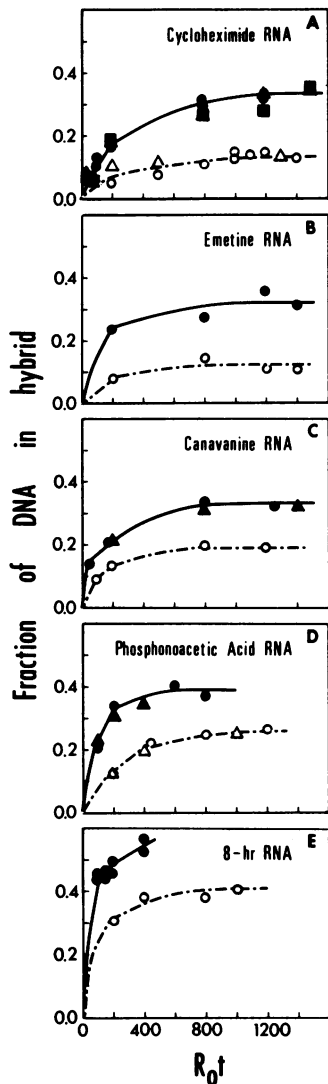 A
Cycloheximide RNA
0.6
0.4
0.2
0.0
B
Emetine RNA
0.4
0.2
0.0
C
Canavanine RNA
0.4
0.2
0.0
D
Phosphonoacetic Acid RNA
0.4
0.2
0.0
E
8-hr RNA
0.4
0.2
0.0
0 400 800 1200
R₀t
Fraction of DNA in hybrid